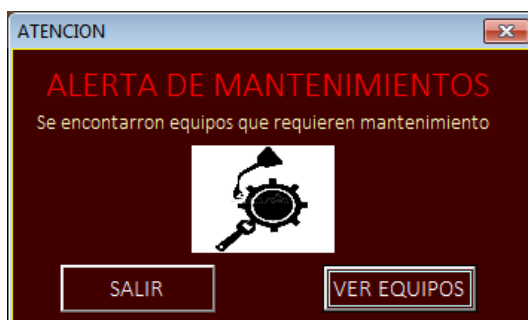 ATENCION
ALERTA DE MANTENIMIENTOS
Se encontarron equipos que requieren mantenimiento
SALIR
VER EQUIPOS